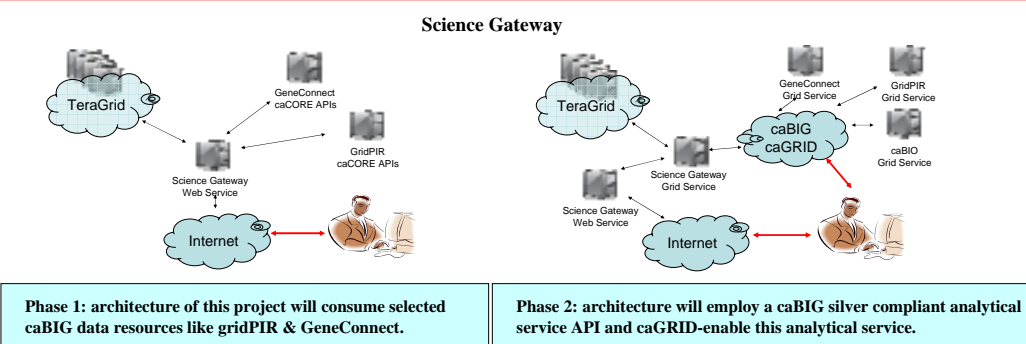 Science Gateway
TeraGrid
GeneConnect
caCORE APIs
GridPIR
caCORE APIs
Science Gateway
Web Service
Internet
TeraGrid
GeneConnect
Grid Service
GridPIR
Grid Service
caBIG
caGRID
caBIO
Grid Service
Science Gateway
Grid Service
Science Gateway
Web Service
Internet
Phase 1: architecture of this project will consume selected
caBIG data resources like gridPIR & GeneConnect.
Phase 2: architecture will employ a caBIG silver compliant analytical
service API and caGRID-enable this analytical service.